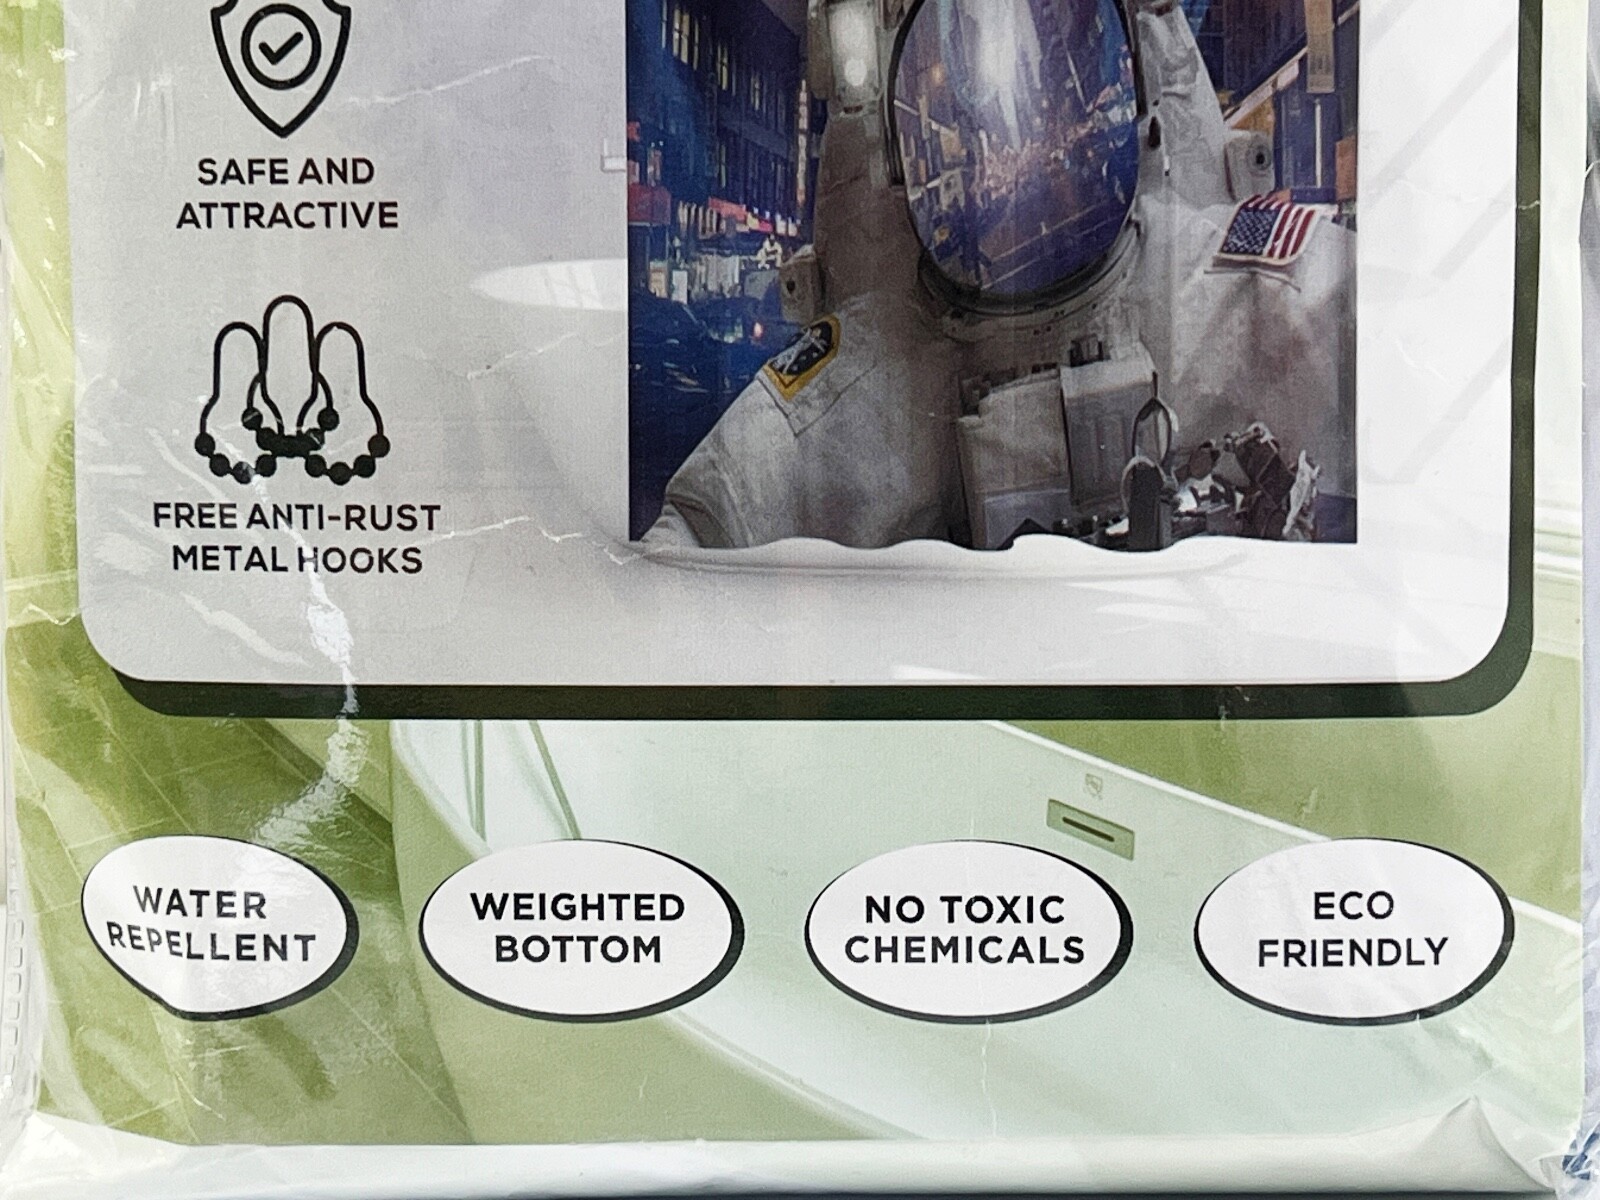 SAFE AND
ATTRACTIVE
FREE ANTI-RUST
METAL HOOKS
WATER
REPELLENT
WEIGHTED
BOTTOM
NO TOXIC
CHEMICALS
ECO
FRIENDLY